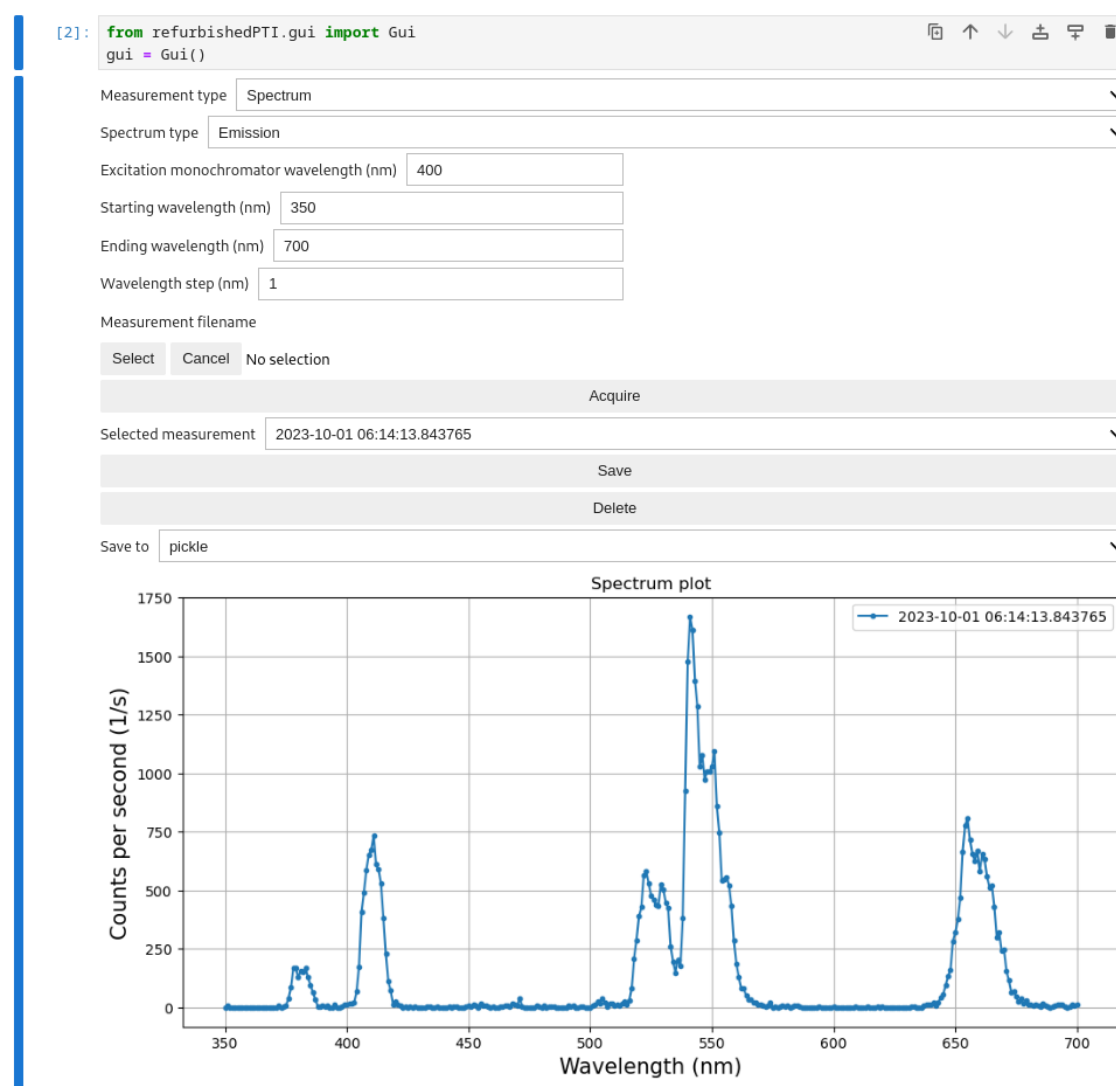 [2]: from refurbishedPTI.gui import Gui
gui = Gui()
Measurement type Spectrum
Spectrum type Emission
Excitation monochromator wavelength (nm) 400
Starting wavelength (nm) 350
Ending wavelength (nm) 700
Wavelength step (nm) 1
Measurement filename
Select Cancel No selection
Acquire
Selected measurement 2023-10-01 06:14:13.843765
Save
Delete
Save to pickle
Spectrum plot
2023-10-01 06:14:13.843765
Counts per second (1/s)
1750
1500
1250
1000
750
500
250
0
350 400 450 500 550 600 650 700
Wavelength (nm)